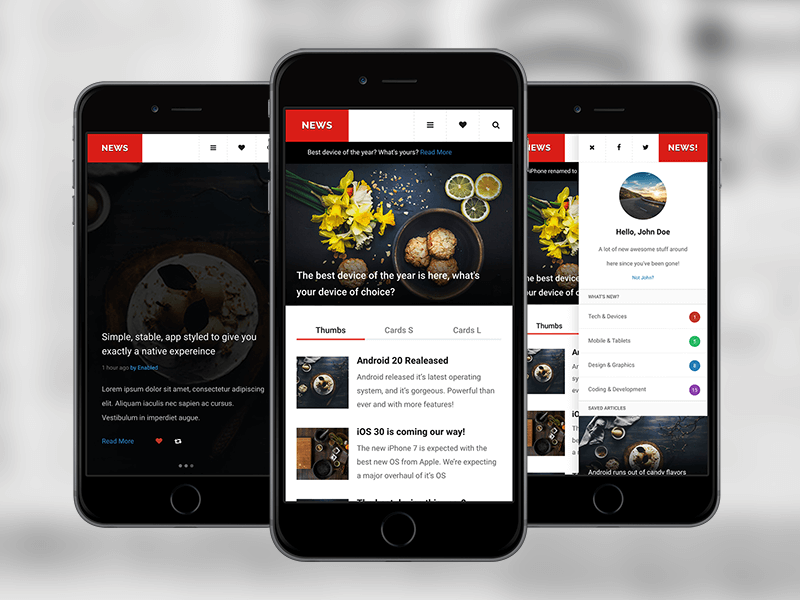 NEWS
Simple, stable, app styled to give you
exactly a native expereince
1 hour ago by Enabled
Lorem ipsum dolor sit amet, consectetur adipiscing
elit. Aliquam iaculis nec sapien ac cursus.
Vestibulum in imperdiet augue.
Read More
NEWS
Best device of the year? What's yours? Read More
The best device of the year is here, what's
your device of choice?
Thumbs
Cards S
Cards L
Android 20 Realeased
Android released it's latest operating
system, and it's gorgeous. Powerful than
ever and with more features!
iOS 30 is coming our way!
The new iPhone 7 is expected with the
best new OS from Apple. We're expecting
a major overhaul of it's OS
NEWS
iPhone renamed to
The best device
your device of
Thumbs
NEWS!
Hello, John Doe
A lot of new awesome stuff around
here since you've been gone!
Not John?
WHAT'S NEW?
Tech & Devices
1
Mobile & Tablets
Design & Graphics
8
Coding & Development
15
SAVED ARTICLES
Android runs out of candy flavors